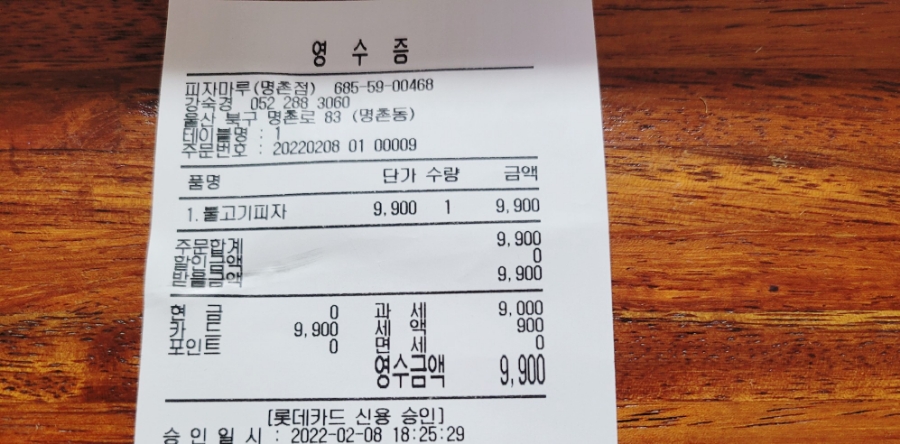 영 수 증
피자마루(명촌점) 685-59-00468
강숙경 052 288 3060
울산 북구 명촌로 83 (명촌동)
테이블명 : 1
주문번호 : 20220208 01 00009
품명 단가 수량 금액
1.불고기피자 9,900 1 9,900
주문합계 9,900
할인금액 0
받을금액 9,900
현 금 0 과 세 9,000
카 드 9,900 세 액 900
포인트 0 면 세 0
영수금액 9,900
[롯데카드 신용 승인]
승 인 일 시 : 2022-02-08 18:25:29